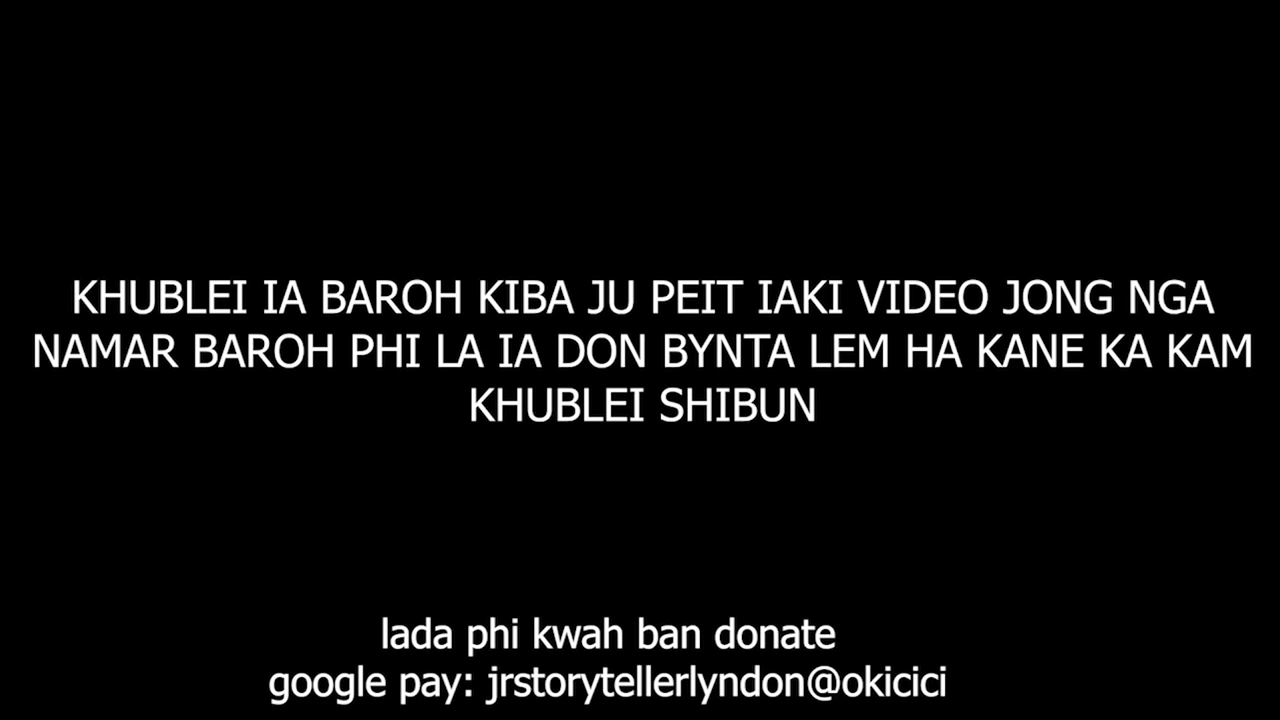 KHUBLEI IA BAROH KIBA JU PEIT IAKI VIDEO JONG NGA
NAMAR BAROH PHI LA IA DON BYNTA LEM HA KANE KA KAM
KHUBLEI SHIBUN
lada phi kwah ban donate
google pay: jrstorytellerlyndon@okicici